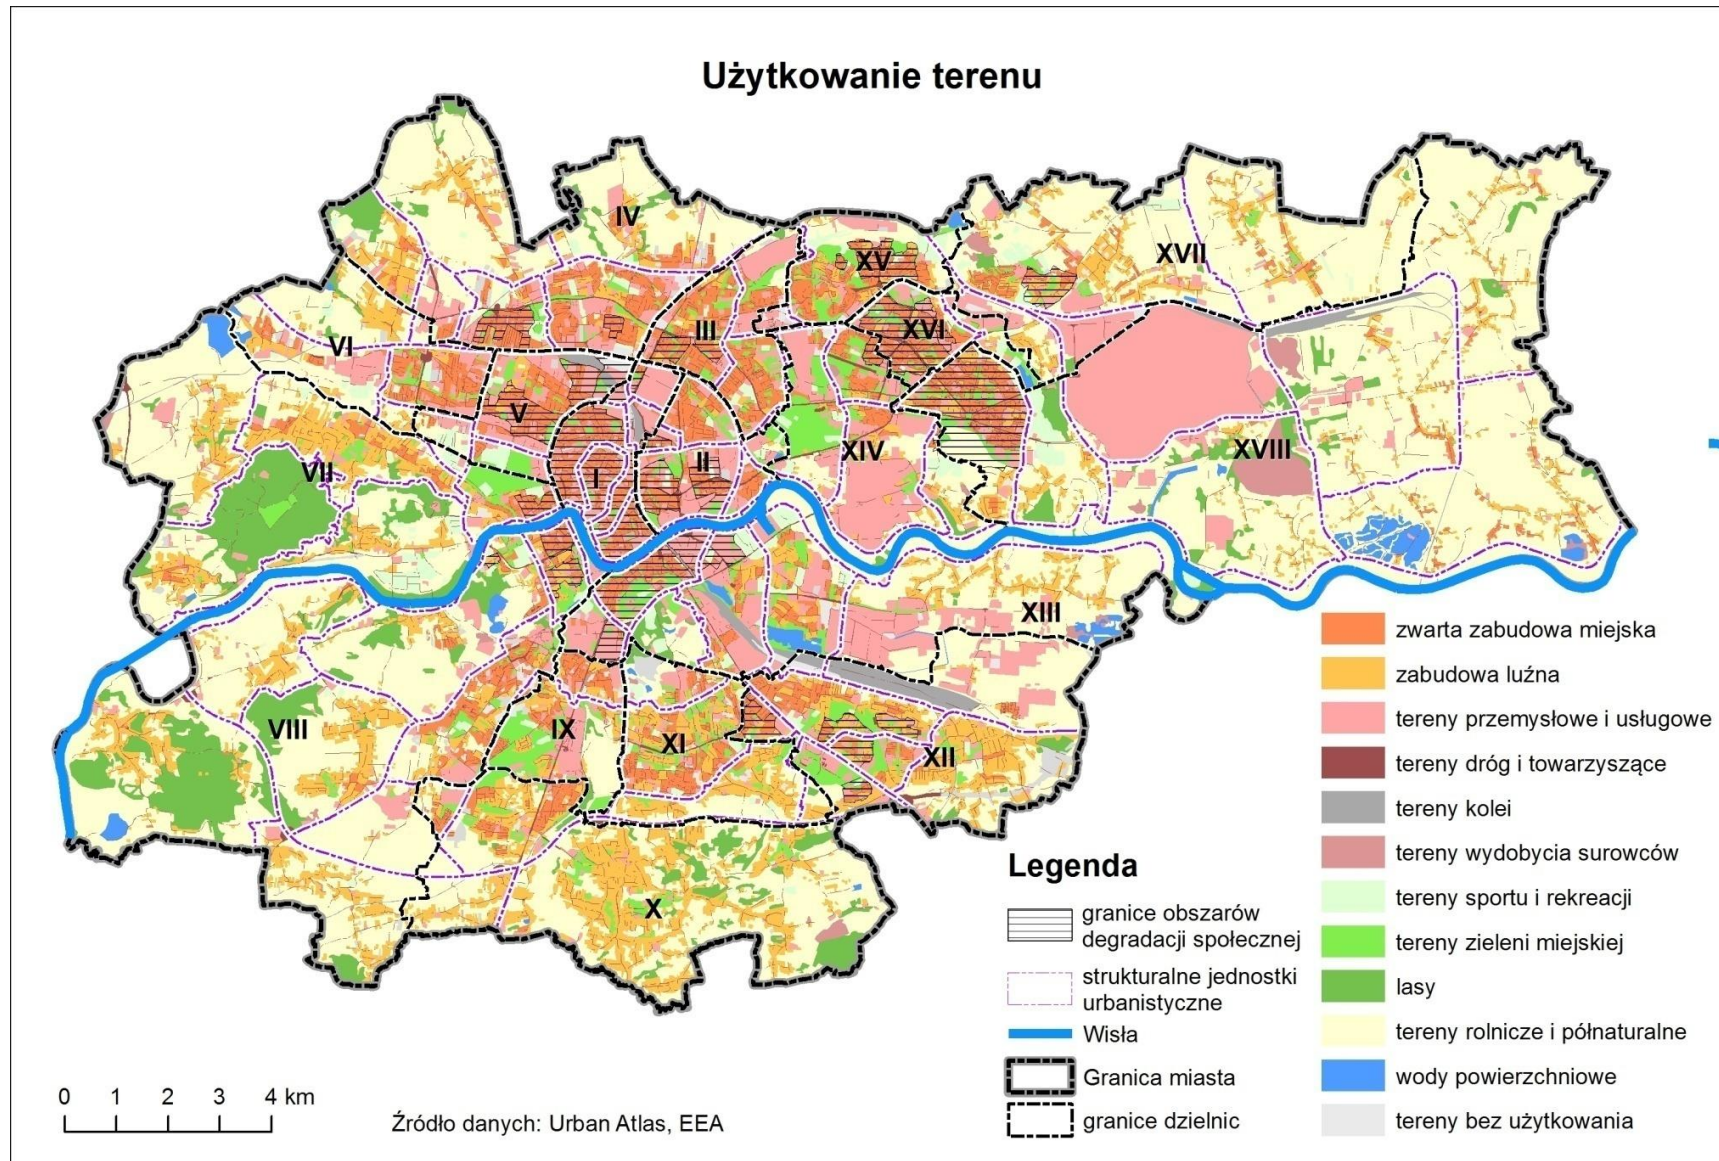 Użytkowanie terenu
IV
XV
XVII
III
XVI
VI
V
VII
I
II
XIV
XVIII
XIII
VIII
IX
XI
XII
X
Legenda
granice obszarów
degradacji społecznej
strukturalne jednostki
urbanistyczne
Wisła
Granica miasta
granice dzielnic
zwarta zabudowa miejska
zabudowa luźna
tereny przemysłowe i usługowe
tereny dróg i towarzyszące
tereny kolei
tereny wydobycia surowców
tereny sportu i rekreacji
tereny zieleni miejskiej
lasy
tereny rolnicze i półnaturalne
wody powierzchniowe
tereny bez użytkowania
0 1 2 3 4 km
Źródło danych: Urban Atlas, EEA